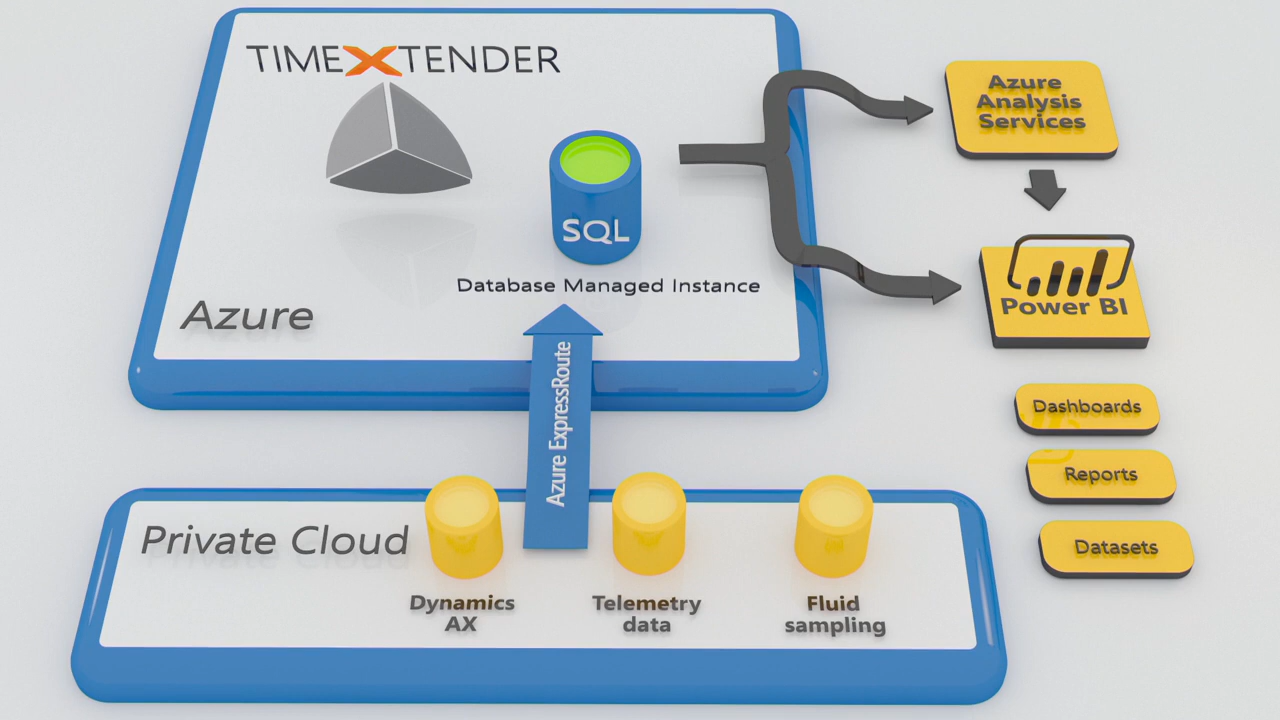 TIMEXTENDER
SQL
Database Managed Instance
Azure
Azure
Analysis
Services
Power BI
Dashboards
Reports
Datasets
Azure ExpressRoute
Private Cloud
Dynamics
AX
Telemetry
data
Fluid
sampling